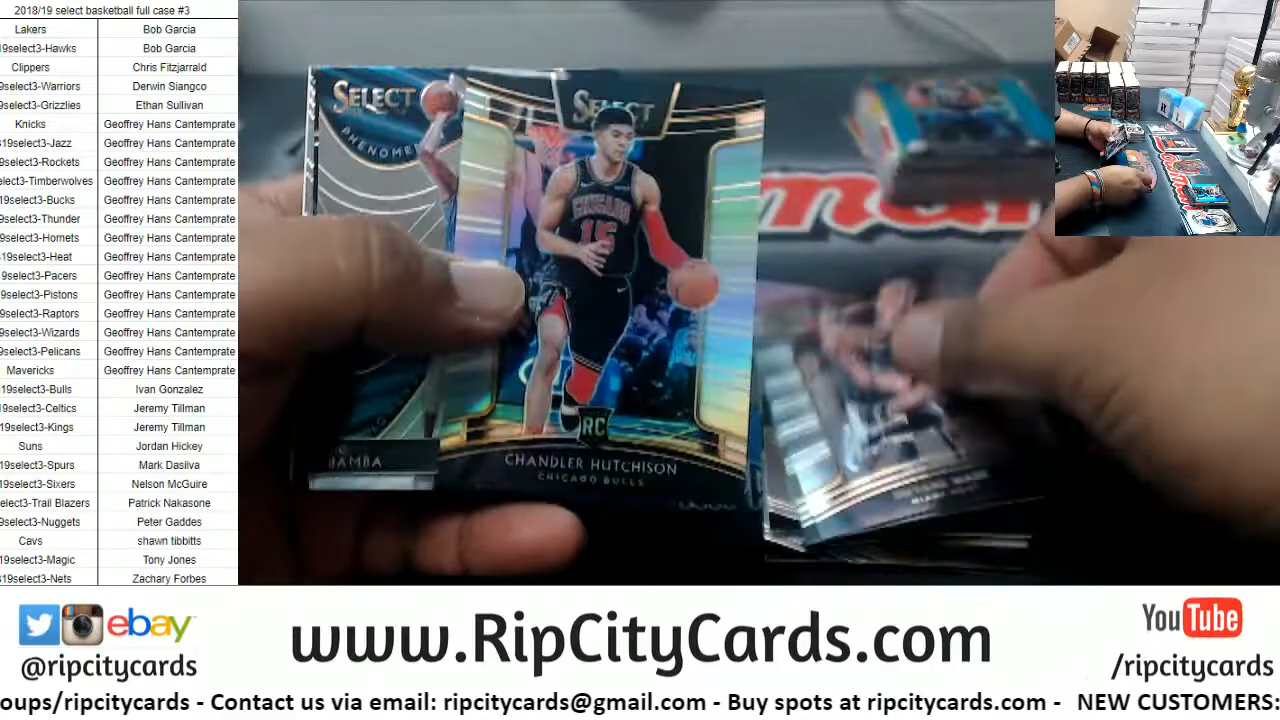 2018/19 select basketball full case #3
Lakers Bob Garcia
19select3-Hawks Bob Garcia
Clippers Chris Fitzjarrald
9select3-Warriors Derwin Siangco
9select3-Grizzlies Ethan Sullivan
Knicks Geoffrey Hans Cantemprate
19select3-Jazz Geoffrey Hans Cantemprate
9select3-Rockets Geoffrey Hans Cantemprate
elect3-Timberwolves Geoffrey Hans Cantemprate
9select3-Bucks Geoffrey Hans Cantemprate
9select3-Thunder Geoffrey Hans Cantemprate
9select3-Hornets Geoffrey Hans Cantemprate
19select3-Heat Geoffrey Hans Cantemprate
9select3-Pacers Geoffrey Hans Cantemprate
9select3-Pistons Geoffrey Hans Cantemprate
9select3-Raptors Geoffrey Hans Cantemprate
9select3-Wizards Geoffrey Hans Cantemprate
9select3-Pelicans Geoffrey Hans Cantemprate
Mavericks Geoffrey Hans Cantemprate
19select3-Bulls Ivan Gonzalez
19select3-Celtics Jeremy Tillman
19select3-Kings Jeremy Tillman
Suns Jordan Hickey
19select3-Spurs Mark Dasilva
9select3-Sixers Nelson McGuire
elect3-Trail Blazers Patrick Nakasone
9select3-Nuggets Peter Gaddes
Cavs shawn tibbitts
19select3-Magic Tony Jones
19select3-Nets Zachary Forbes
SELECT
PHENOME
BAMBA
SELECT
CHICAGO
15
RC
CHANDLER HUTCHISON
CHICAGO BULLS
ebay
@ripcitycards
www.RipCityCards.com
YouTube
/ripcitycards
oups/ripcitycards - Contact us via email: ripcitycards@gmail.com - Buy spots at ripcitycards.com - NEW CUSTOMERS: